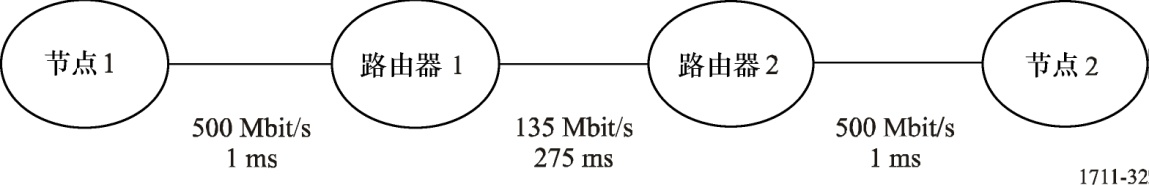 节点 1 路由器 1 路由器 2 节点 2
500 Mbit/s 135 Mbit/s 500 Mbit/s
1 ms 275 ms 1 ms